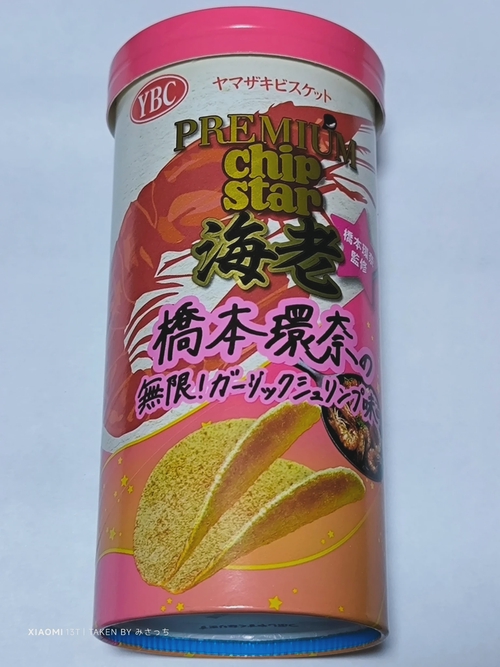 YBC
ヤマザキビスケット
PREMIUM
chip
star
海老
橋本環奈
監修
橋本環奈の
無限!ガーリックシュリンプ味
XIAOMI 15T | TAKEN BY みさっち